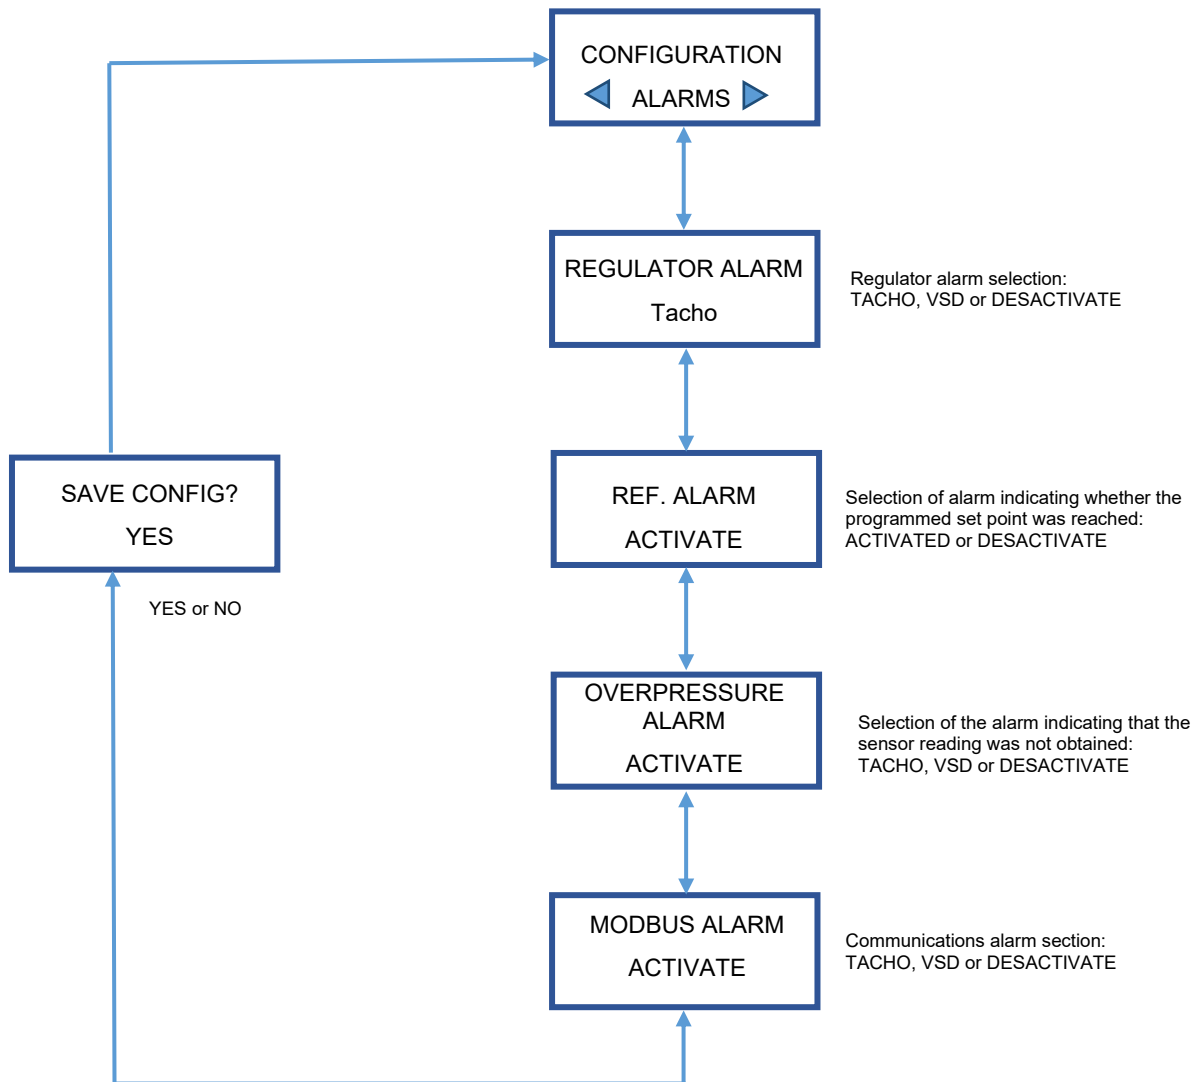 CONFIGURATION
ALARMS
REGULATOR ALARM
Tacho
Regulator alarm selection:
TACHO, VSD or DESACTIVATE
SAVE CONFIG?
YES
YES or NO
REF. ALARM
ACTIVATE
Selection of alarm indicating whether the
programmed set point was reached:
ACTIVATED or DESACTIVATE
OVERPRESSURE
ALARM
ACTIVATE
Selection of the alarm indicating that the
sensor reading was not obtained:
TACHO, VSD or DESACTIVATE
MODBUS ALARM
ACTIVATE
Communications alarm section:
TACHO, VSD or DESACTIVATE